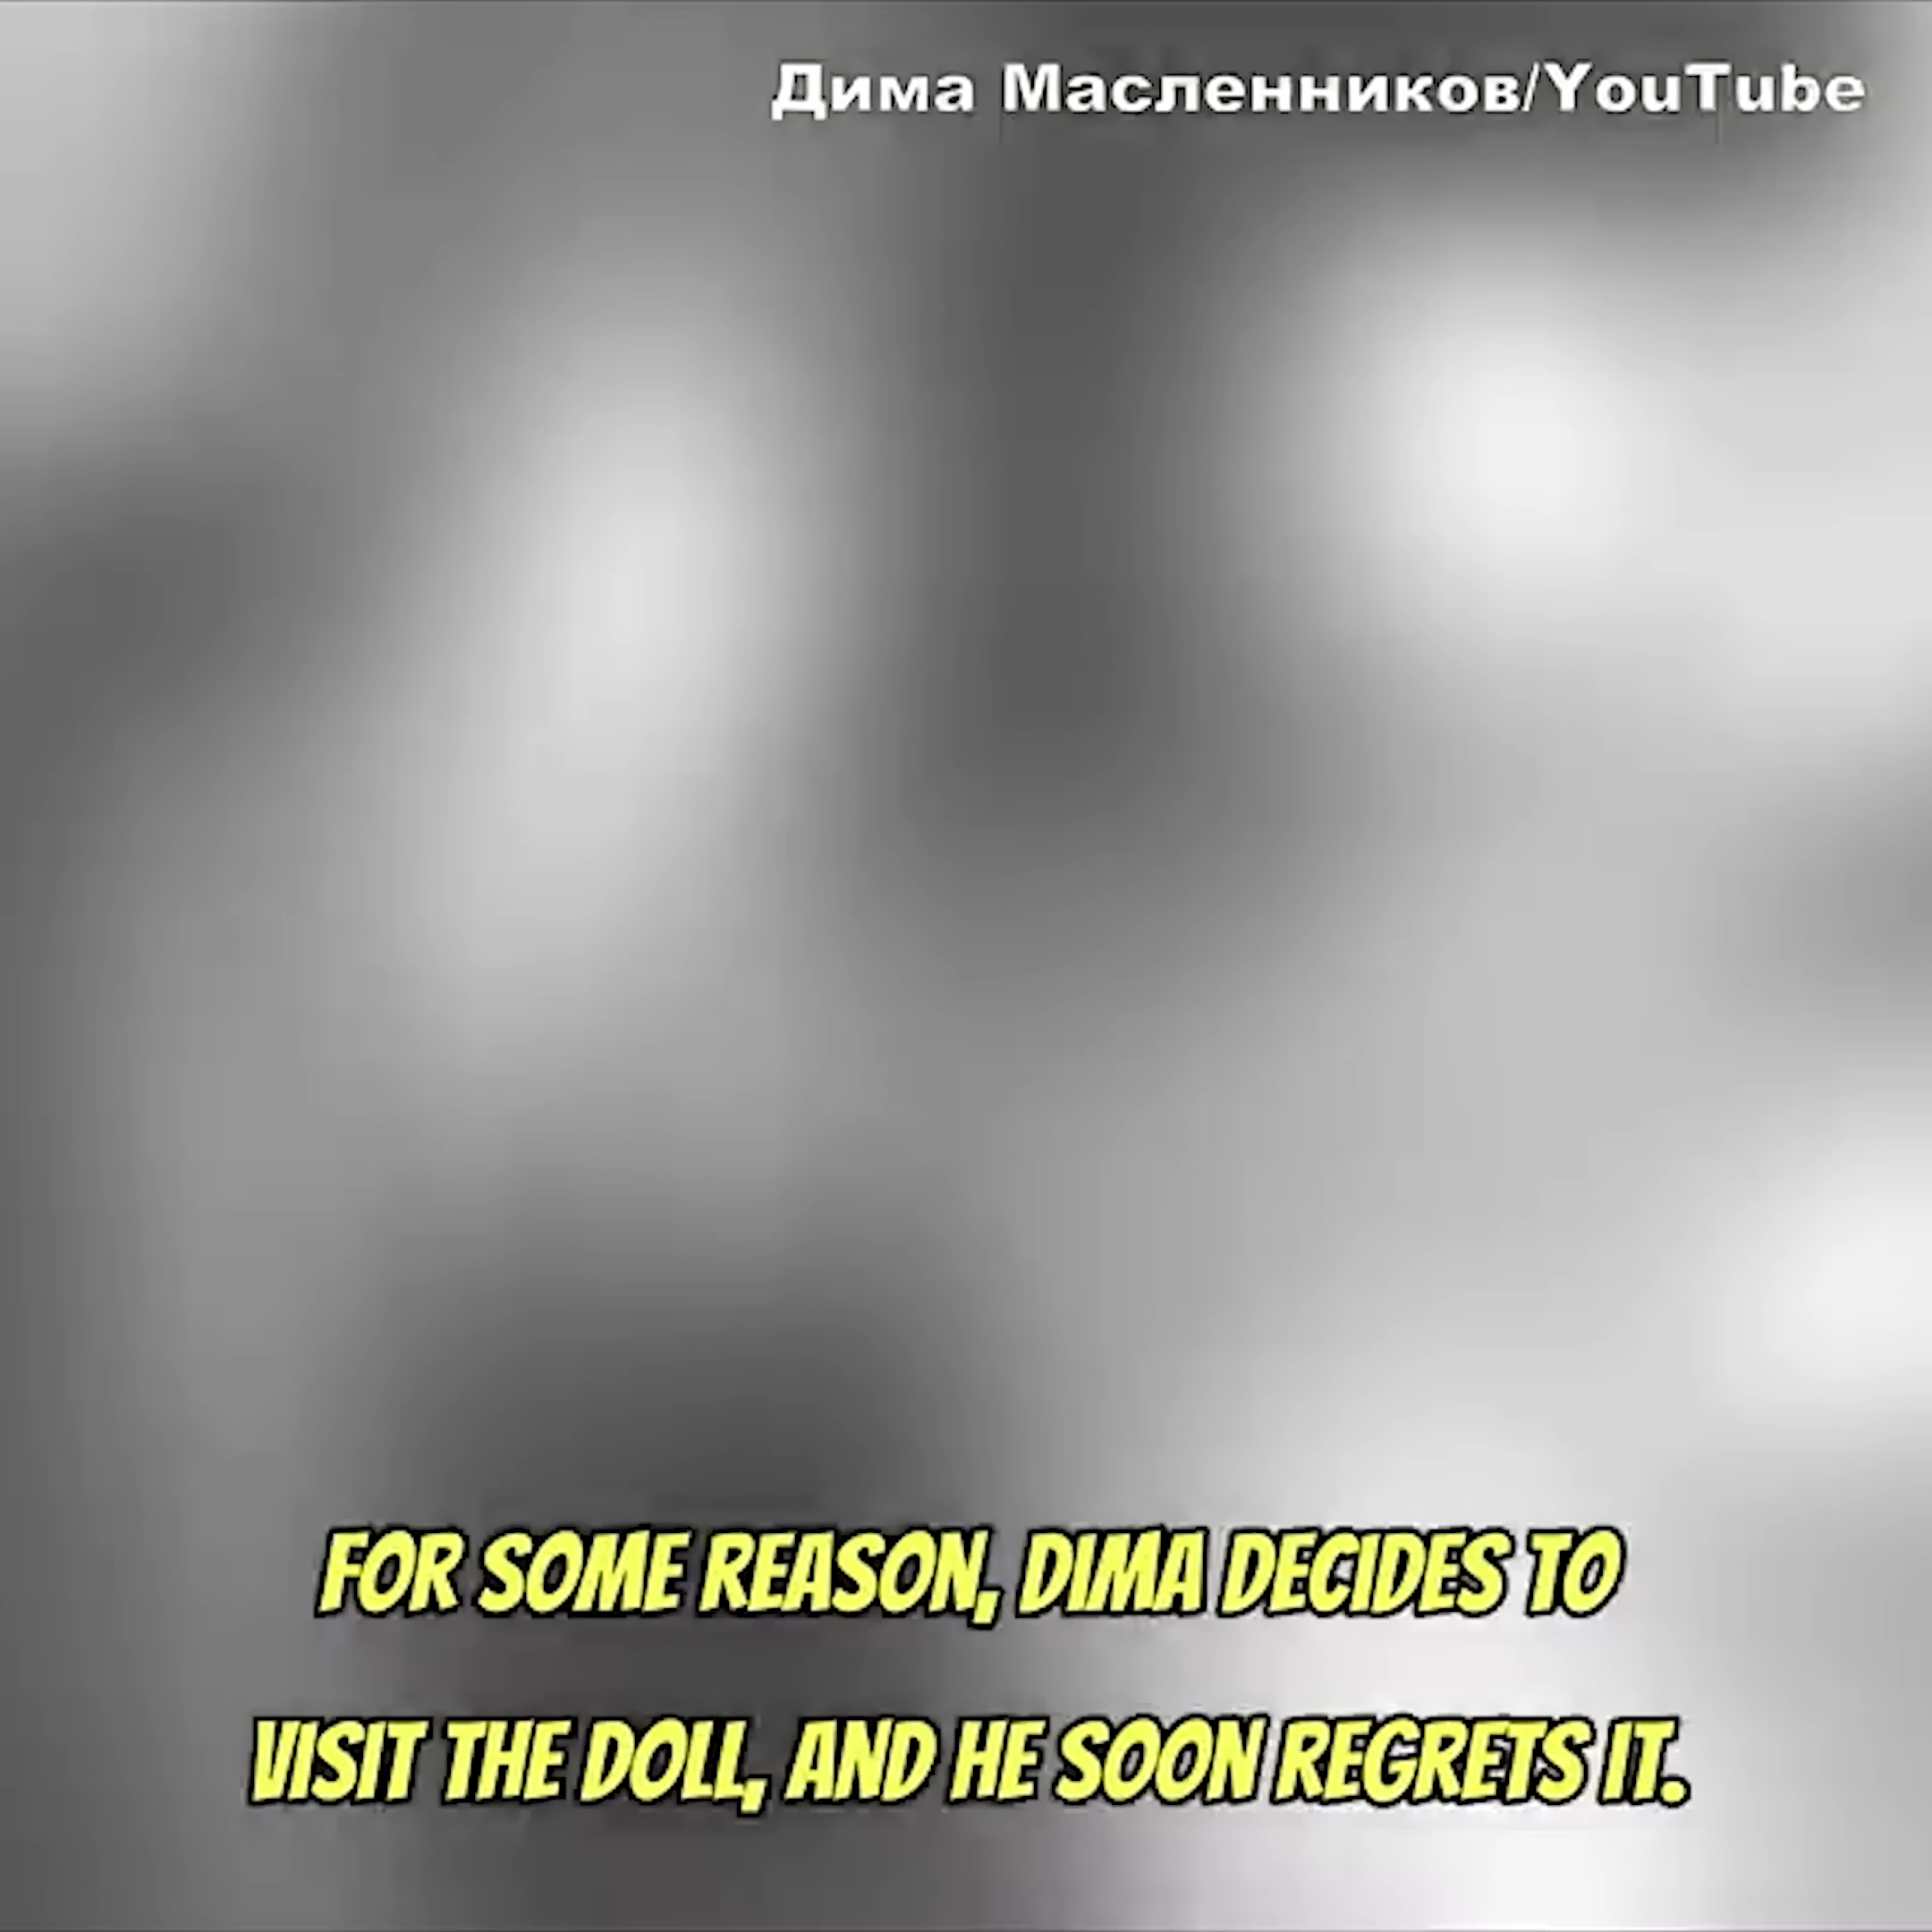 Дима Масленников/YouTube
FOR SOME REASON, DIMA DECIDES TO
VISIT THE DOLL, AND HE SOON REGRETS IT.